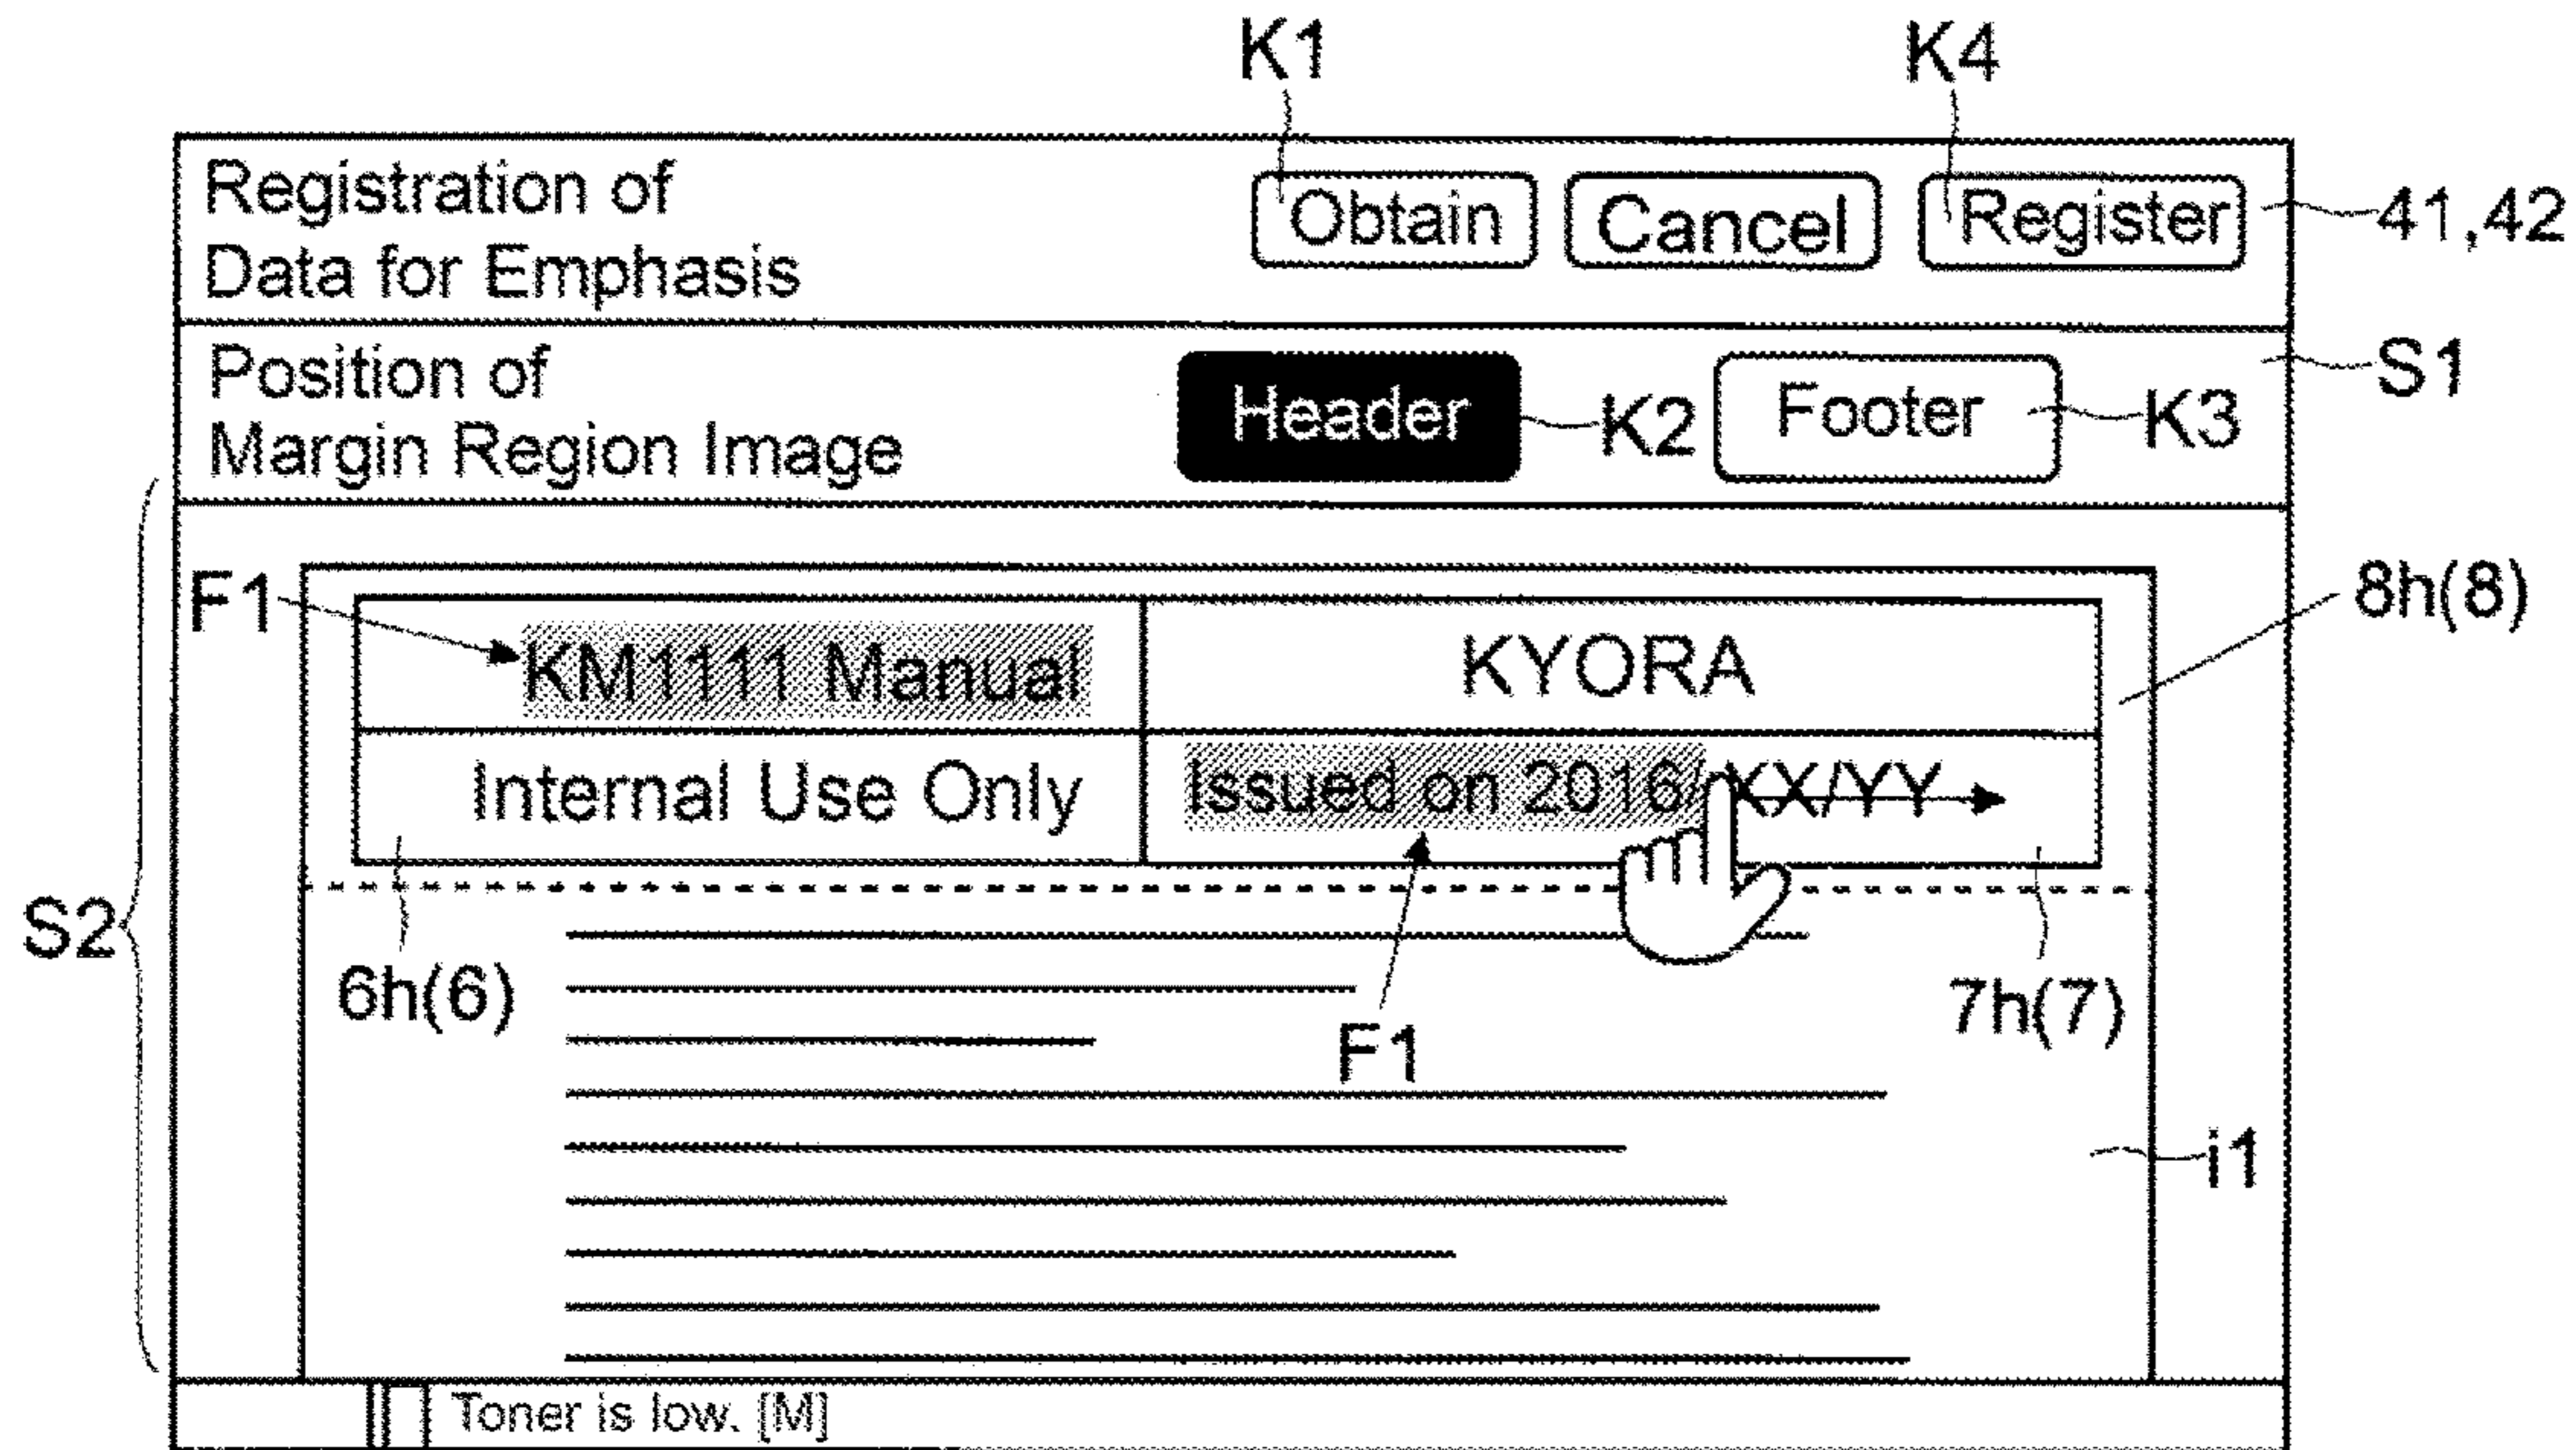 K1 K4
Registration of
Data for Emphasis
Obtain Cancel Register 41,42
Position of
Margin Region Image
Header K2 Footer K3 S1
F1 KM1111 Manual KYORA 8h(8)
Internal Use Only Issued on 2016/XX/YY
S2
6h(6) F1 7h(7)
i1
Toner is low. [M]